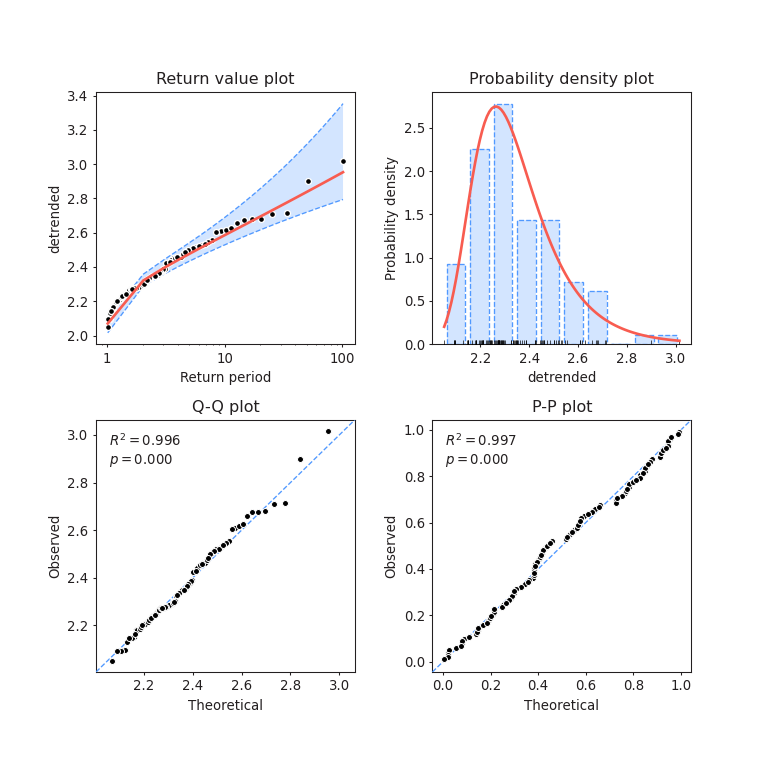 Return value plot
3.4
3.2
3.0
2.8
2.6
2.4
2.2
2.0
detrended
1
10
100
Return period
Probability density plot
2.5
2.0
1.5
1.0
0.5
0.0
Probability density
2.2
2.4
2.6
2.8
3.0
detrended
Q-Q plot
R² = 0.996
p = 0.000
3.0
2.8
2.6
2.4
2.2
Observed
2.2
2.4
2.6
2.8
3.0
Theoretical
P-P plot
R² = 0.997
p = 0.000
1.0
0.8
0.6
0.4
0.2
0.0
Observed
0.0
0.2
0.4
0.6
0.8
1.0
Theoretical